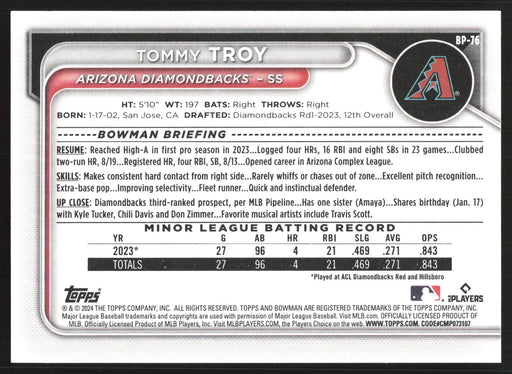 BP-76
TOMMY TROY
ARIZONA DIAMONDBACKS® – SS
A
HT: 5'10" WT: 197 BATS: Right THROWS: Right
BORN: 1-17-02, San Jose, CA DRAFTED: Diamondbacks Rd1-2023, 12th Overall
BOWMAN BRIEFING
RESUME: Reached High-A in first pro season in 2023...Logged four HRs, 16 RBI and eight SBs in 23 games...Clubbed
two-run HR, 8/19...Registered HR, four RBI, SB, 8/13...Opened career in Arizona Complex League.
SKILLS: Makes consistent hard contact from right side...Rarely whiffs or chases out of zone...Excellent pitch recognition...
Extra-base pop...Improving selectivity...Fleet runner...Quick and instinctual defender.
UP CLOSE: Diamondbacks third-ranked prospect, per MLB Pipeline...Has one sister (Amaya)...Shares birthday (Jan. 17)
with Kyle Tucker, Chili Davis and Don Zimmer...Favorite musical artists include Travis Scott.
MINOR LEAGUE BATTING RECORD
YR G AB HR RBI SLG AVG OPS
2023* 27 96 4 21 .469 .271 .843
TOTALS 27 96 4 21 .469 .271 .843
*Played at ACL Diamondbacks Red and Hillsboro
Topps
MLB PLAYERS
® & © 2024 THE TOPPS COMPANY, INC. ALL RIGHTS RESERVED. TOPPS AND BOWMAN ARE REGISTERED TRADEMARKS OF THE TOPPS COMPANY, INC.
Major League Baseball trademarks and copyrights are used with permission of Major League Baseball. Visit MLB.com. OFFICIALLY LICENSED PRODUCT OF
MLB. Officially Licensed Product of MLB Players, Inc. Visit MLBPLAYERS.com, the Players Choice on the web. WWW.TOPPS.COM. CODE#CMP073107